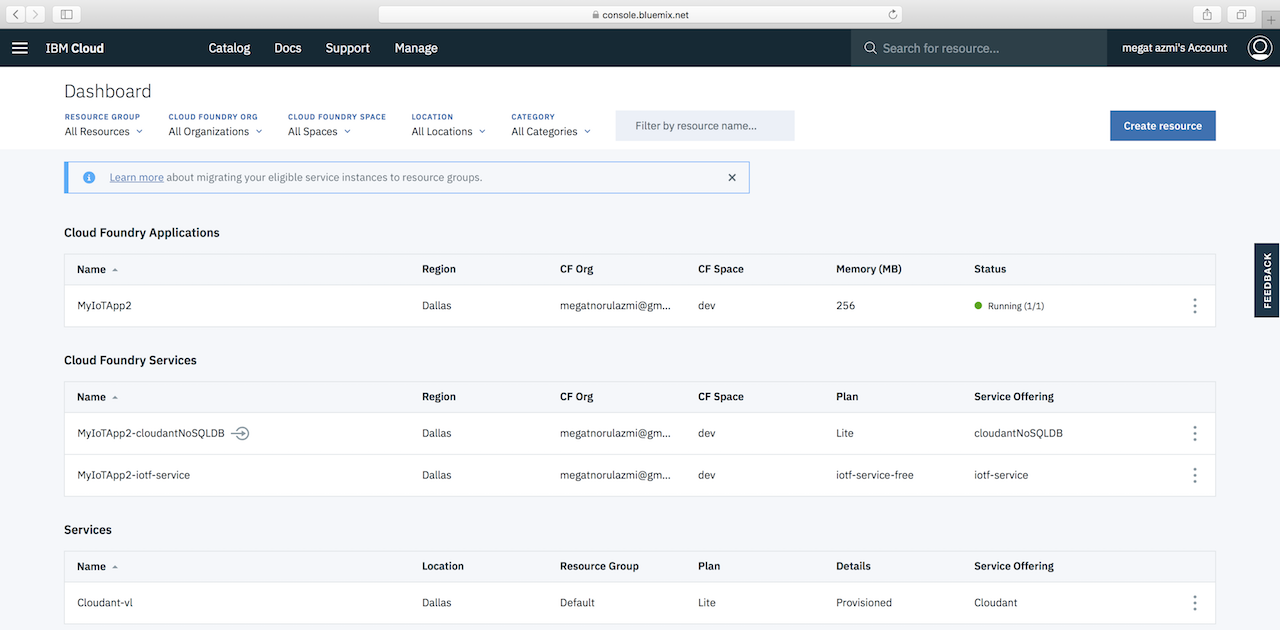 console.bluemix.net
IBM Cloud Catalog Docs Support Manage Search for resource... megat azmi's Account
Dashboard
RESOURCE GROUP CLOUD FOUNDRY ORG CLOUD FOUNDRY SPACE LOCATION CATEGORY
All Resources All Organizations All Spaces All Locations All Categories Filter by resource name... Create resource
Learn more about migrating your eligible service instances to resource groups.
Cloud Foundry Applications
Name Region CF Org CF Space Memory (MB) Status
MyIoTApp2 Dallas megatnorulazmi@gm... dev 256 Running (1/1)
FEEDBACK
Cloud Foundry Services
Name Region CF Org CF Space Plan Service Offering
MyIoTApp2-cloudantNoSQLDB Dallas megatnorulazmi@gm... dev Lite cloudantNoSQLDB
MyIoTApp2-iotf-service Dallas megatnorulazmi@gm... dev iotf-service-free iotf-service
Services
Name Location Resource Group Plan Details Service Offering
Cloudant-vl Dallas Default Lite Provisioned Cloudant